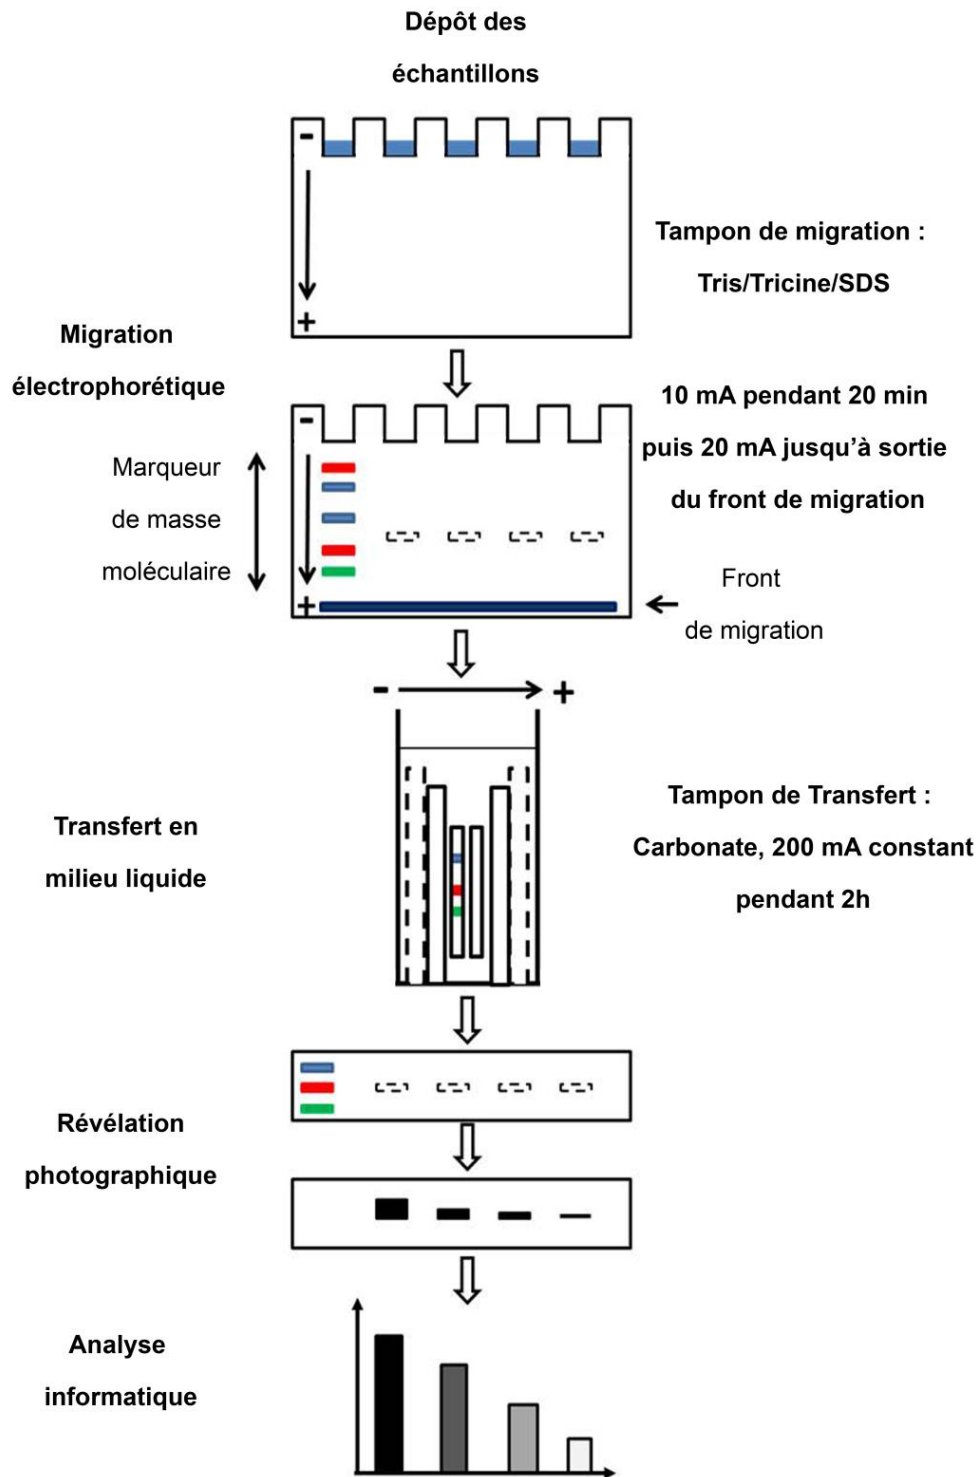 Dépôt des
échantillons
-
+
Tampon de migration :
Tris/Tricine/SDS
Migration
électrophorétique
10 mA pendant 20 min
puis 20 mA jusqu’à sortie
du front de migration
-
+
Marqueur
de masse
moléculaire
Front
de migration
- +
Transfert en
milieu liquide
Tampon de Transfert :
Carbonate, 200 mA constant
pendant 2h
Révélation
photographique
Analyse
informatique